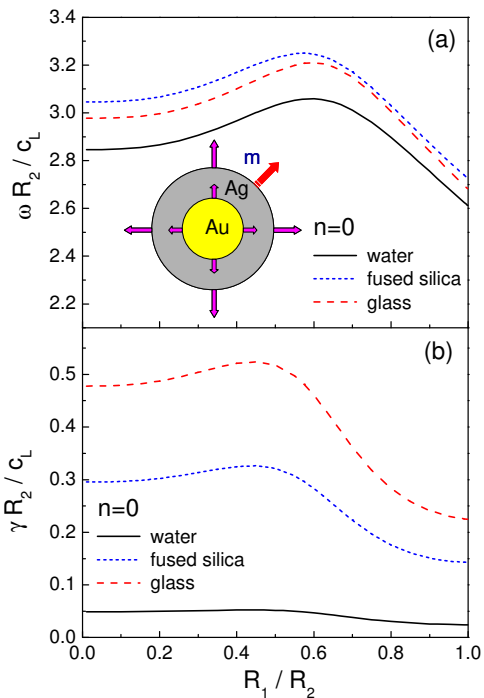 (a)
3.4
3.2
3.0
2.8
2.6
2.4
2.2
ω R2 / cL
m
Ag
Au
n=0
water
fused silica
glass
(b)
0.5
0.4
0.3
0.2
0.1
0.0
γ R2 / cL
n=0
water
fused silica
glass
0.0 0.2 0.4 0.6 0.8 1.0
R1 / R2